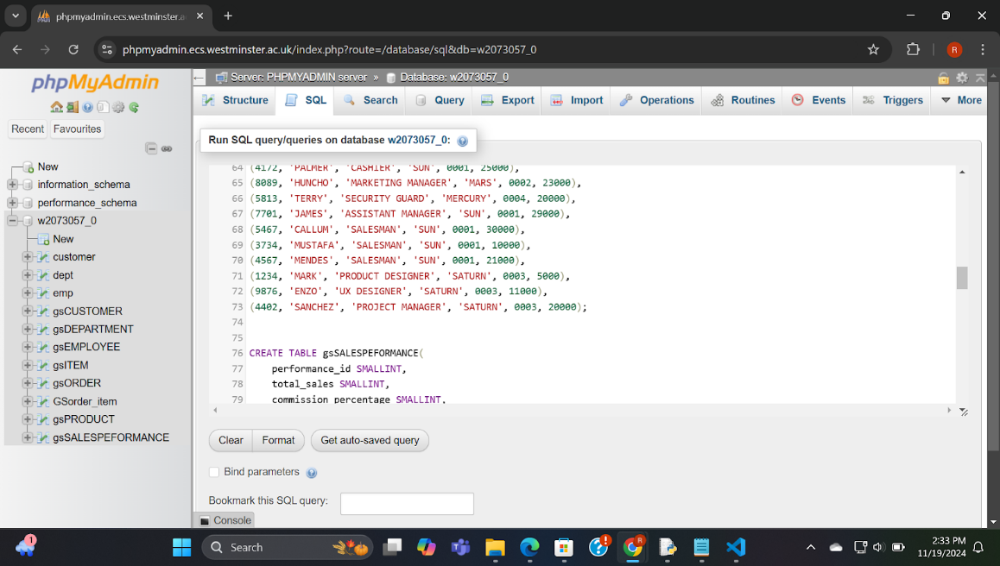 phpmyadmin.ecs.westminster.a
phpmyadmin.ecs.westminster.ac.uk/index.php?route=/database/sql&db=w2073057_0
R
phpMyAdmin
Recent Favourites
New
information_schema
performance_schema
w2073057_0
New
customer
dept
emp
gsCUSTOMER
gsDEPARTMENT
gsEMPLOYEE
gsITEM
gsORDER
GSorder_item
gsPRODUCT
gsSALESPEFORMANCE
Server: PHPMYADMIN server » Database: w2073057_0
Structure SQL Search Query Export Import Operations Routines Events Triggers More
Run SQL query/queries on database w2073057_0:
64 (4172, 'PALMER', 'CASHIER', 'SUN', 0001, 25000),
65 (8089, 'HUNCHO', 'MARKETING MANAGER', 'MARS', 0002, 23000),
66 (5813, 'TERRY', 'SECURITY GUARD', 'MERCURY', 0004, 20000),
67 (7701, 'JAMES', 'ASSISTANT MANAGER', 'SUN', 0001, 29000),
68 (5467, 'CALLUM', 'SALESMAN', 'SUN', 0001, 30000),
69 (3734, 'MUSTAFA', 'SALESMAN', 'SUN', 0001, 10000),
70 (4567, 'MENDES', 'SALESMAN', 'SUN', 0001, 21000),
71 (1234, 'MARK', 'PRODUCT DESIGNER', 'SATURN', 0003, 5000),
72 (9876, 'ENZO', 'UX DESIGNER', 'SATURN', 0003, 11000),
73 (4402, 'SANCHEZ', 'PROJECT MANAGER', 'SATURN', 0003, 20000);
74
75
76 CREATE TABLE gsSALESPEFORMANCE(
77 performance_id SMALLINT,
78 total_sales SMALLINT,
79 commission_percentage SMALLINT,
Clear Format Get auto-saved query
Bind parameters
Bookmark this SQL query:
Console
1
Search
R
2:33 PM
11/19/2024